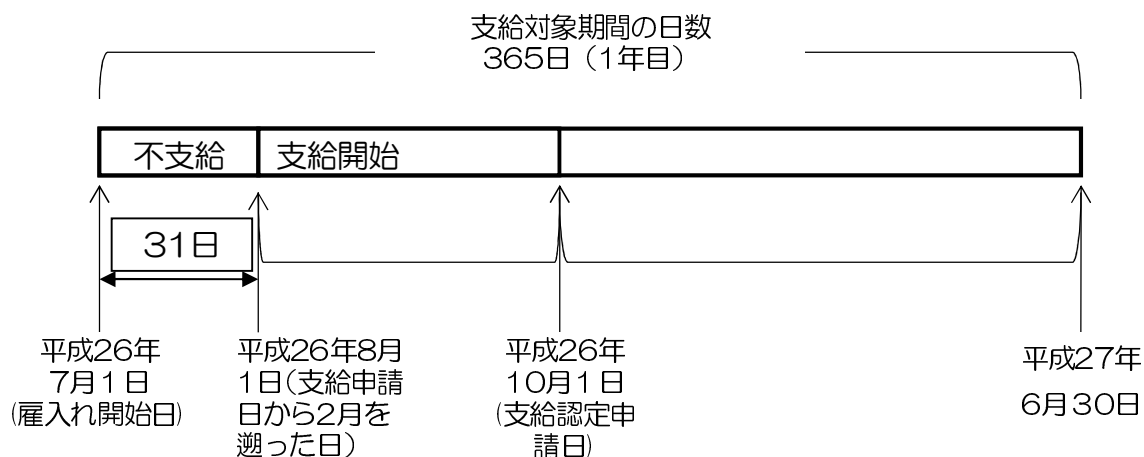 支給対象期間の日数
365日（1年目）
不支給
支給開始
31日
平成26年
7月1日
(雇入れ開始日)
平成26年8月
1日（支給申請
日から2月を
遡った日）
平成26年
10月1日
(支給認定申
請日)
平成27年
6月30日